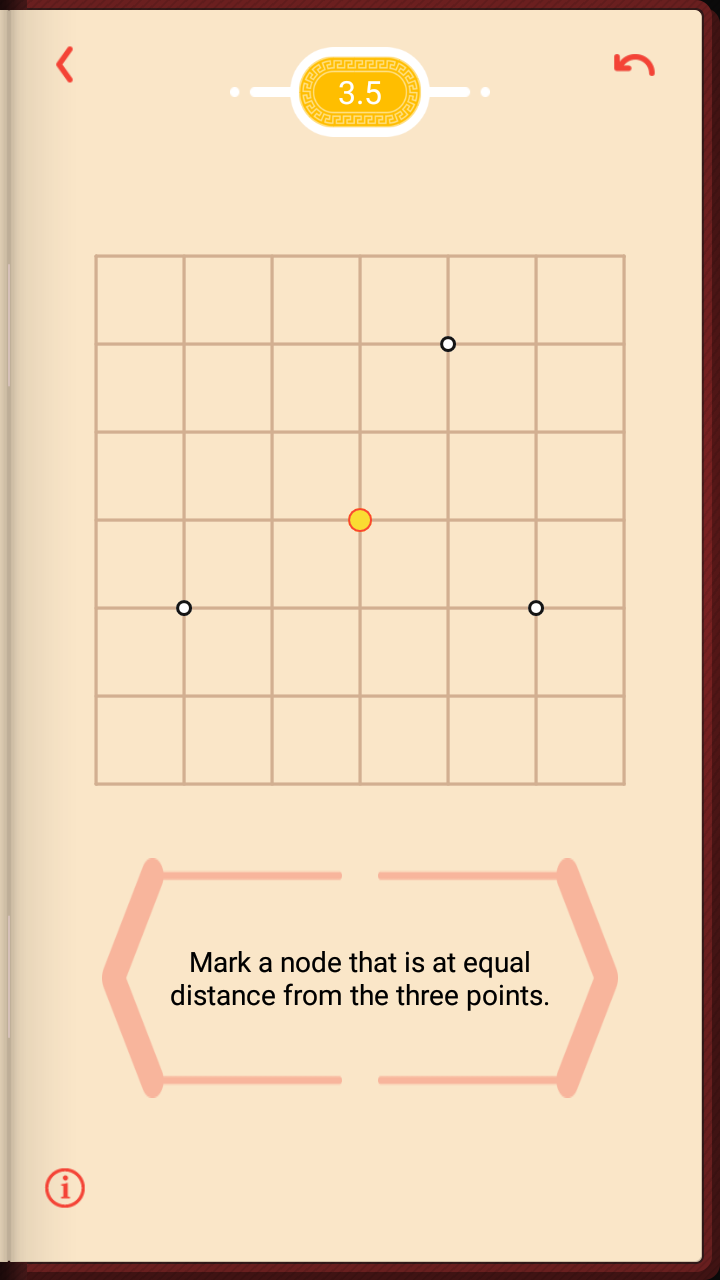 3.5
Mark a node that is at equal
distance from the three points.
i